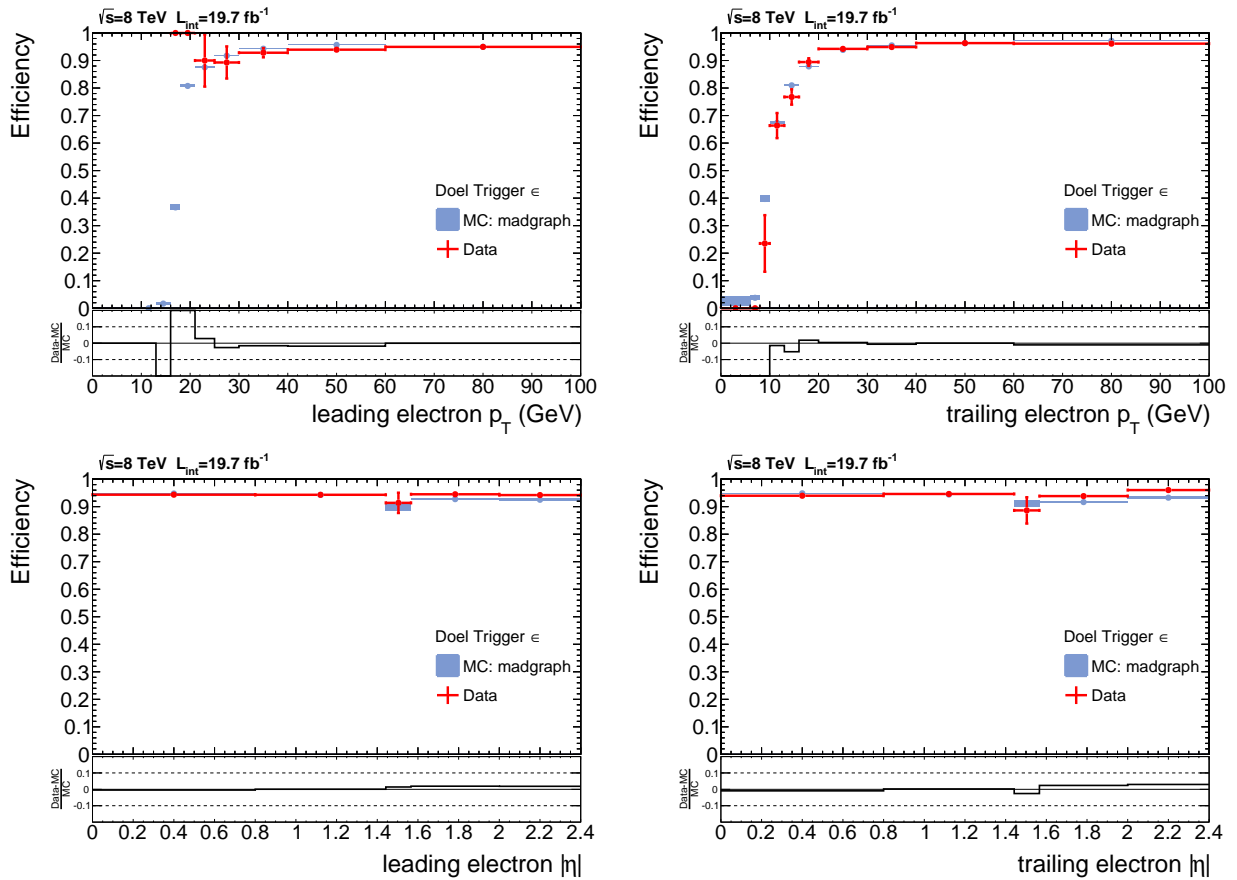 √s=8 TeV L_int=19.7 fb⁻¹
Efficiency
1
0.9
0.8
0.7
0.6
0.5
0.4
0.3
0.2
0.1
0
Doel Trigger ∈
MC: madgraph
Data
Data-MC
MC
0.1
0
-0.1
0 10 20 30 40 50 60 70 80 90 100
leading electron p_T (GeV)
√s=8 TeV L_int=19.7 fb⁻¹
Efficiency
1
0.9
0.8
0.7
0.6
0.5
0.4
0.3
0.2
0.1
0
Doel Trigger ∈
MC: madgraph
Data
Data-MC
MC
0.1
0
-0.1
0 10 20 30 40 50 60 70 80 90 100
trailing electron p_T (GeV)
√s=8 TeV L_int=19.7 fb⁻¹
Efficiency
1
0.9
0.8
0.7
0.6
0.5
0.4
0.3
0.2
0.1
0
Doel Trigger ∈
MC: madgraph
Data
Data-MC
MC
0.1
0
-0.1
0 0.2 0.4 0.6 0.8 1 1.2 1.4 1.6 1.8 2 2.2 2.4
leading electron |η|
√s=8 TeV L_int=19.7 fb⁻¹
Efficiency
1
0.9
0.8
0.7
0.6
0.5
0.4
0.3
0.2
0.1
0
Doel Trigger ∈
MC: madgraph
Data
Data-MC
MC
0.1
0
-0.1
0 0.2 0.4 0.6 0.8 1 1.2 1.4 1.6 1.8 2 2.2 2.4
trailing electron |η|